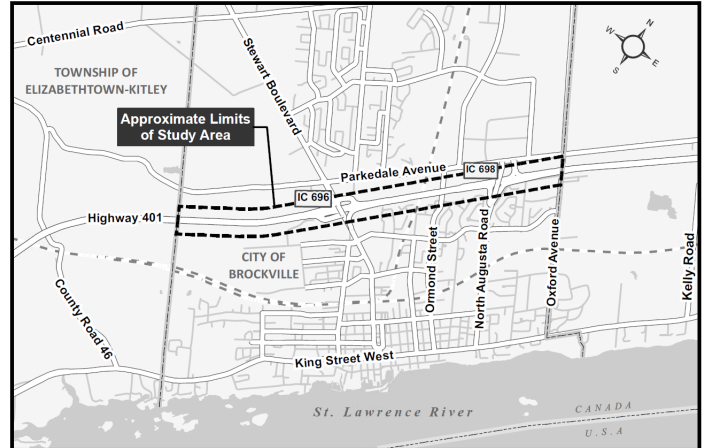 Centennial Road
Stewart Boulevard
N
W
E
S
TOWNSHIP OF
ELIZABETHTOWN-KITLEY
Approximate Limits
of Study Area
Parkedale Avenue
IC 698
IC 696
Highway 401
CITY OF
BROCKVILLE
Ormond Street
North Augusta Road
Oxford Avenue
Kelly Road
County Road 46
King Street West
St. Lawrence River
CANADA
U.S.A